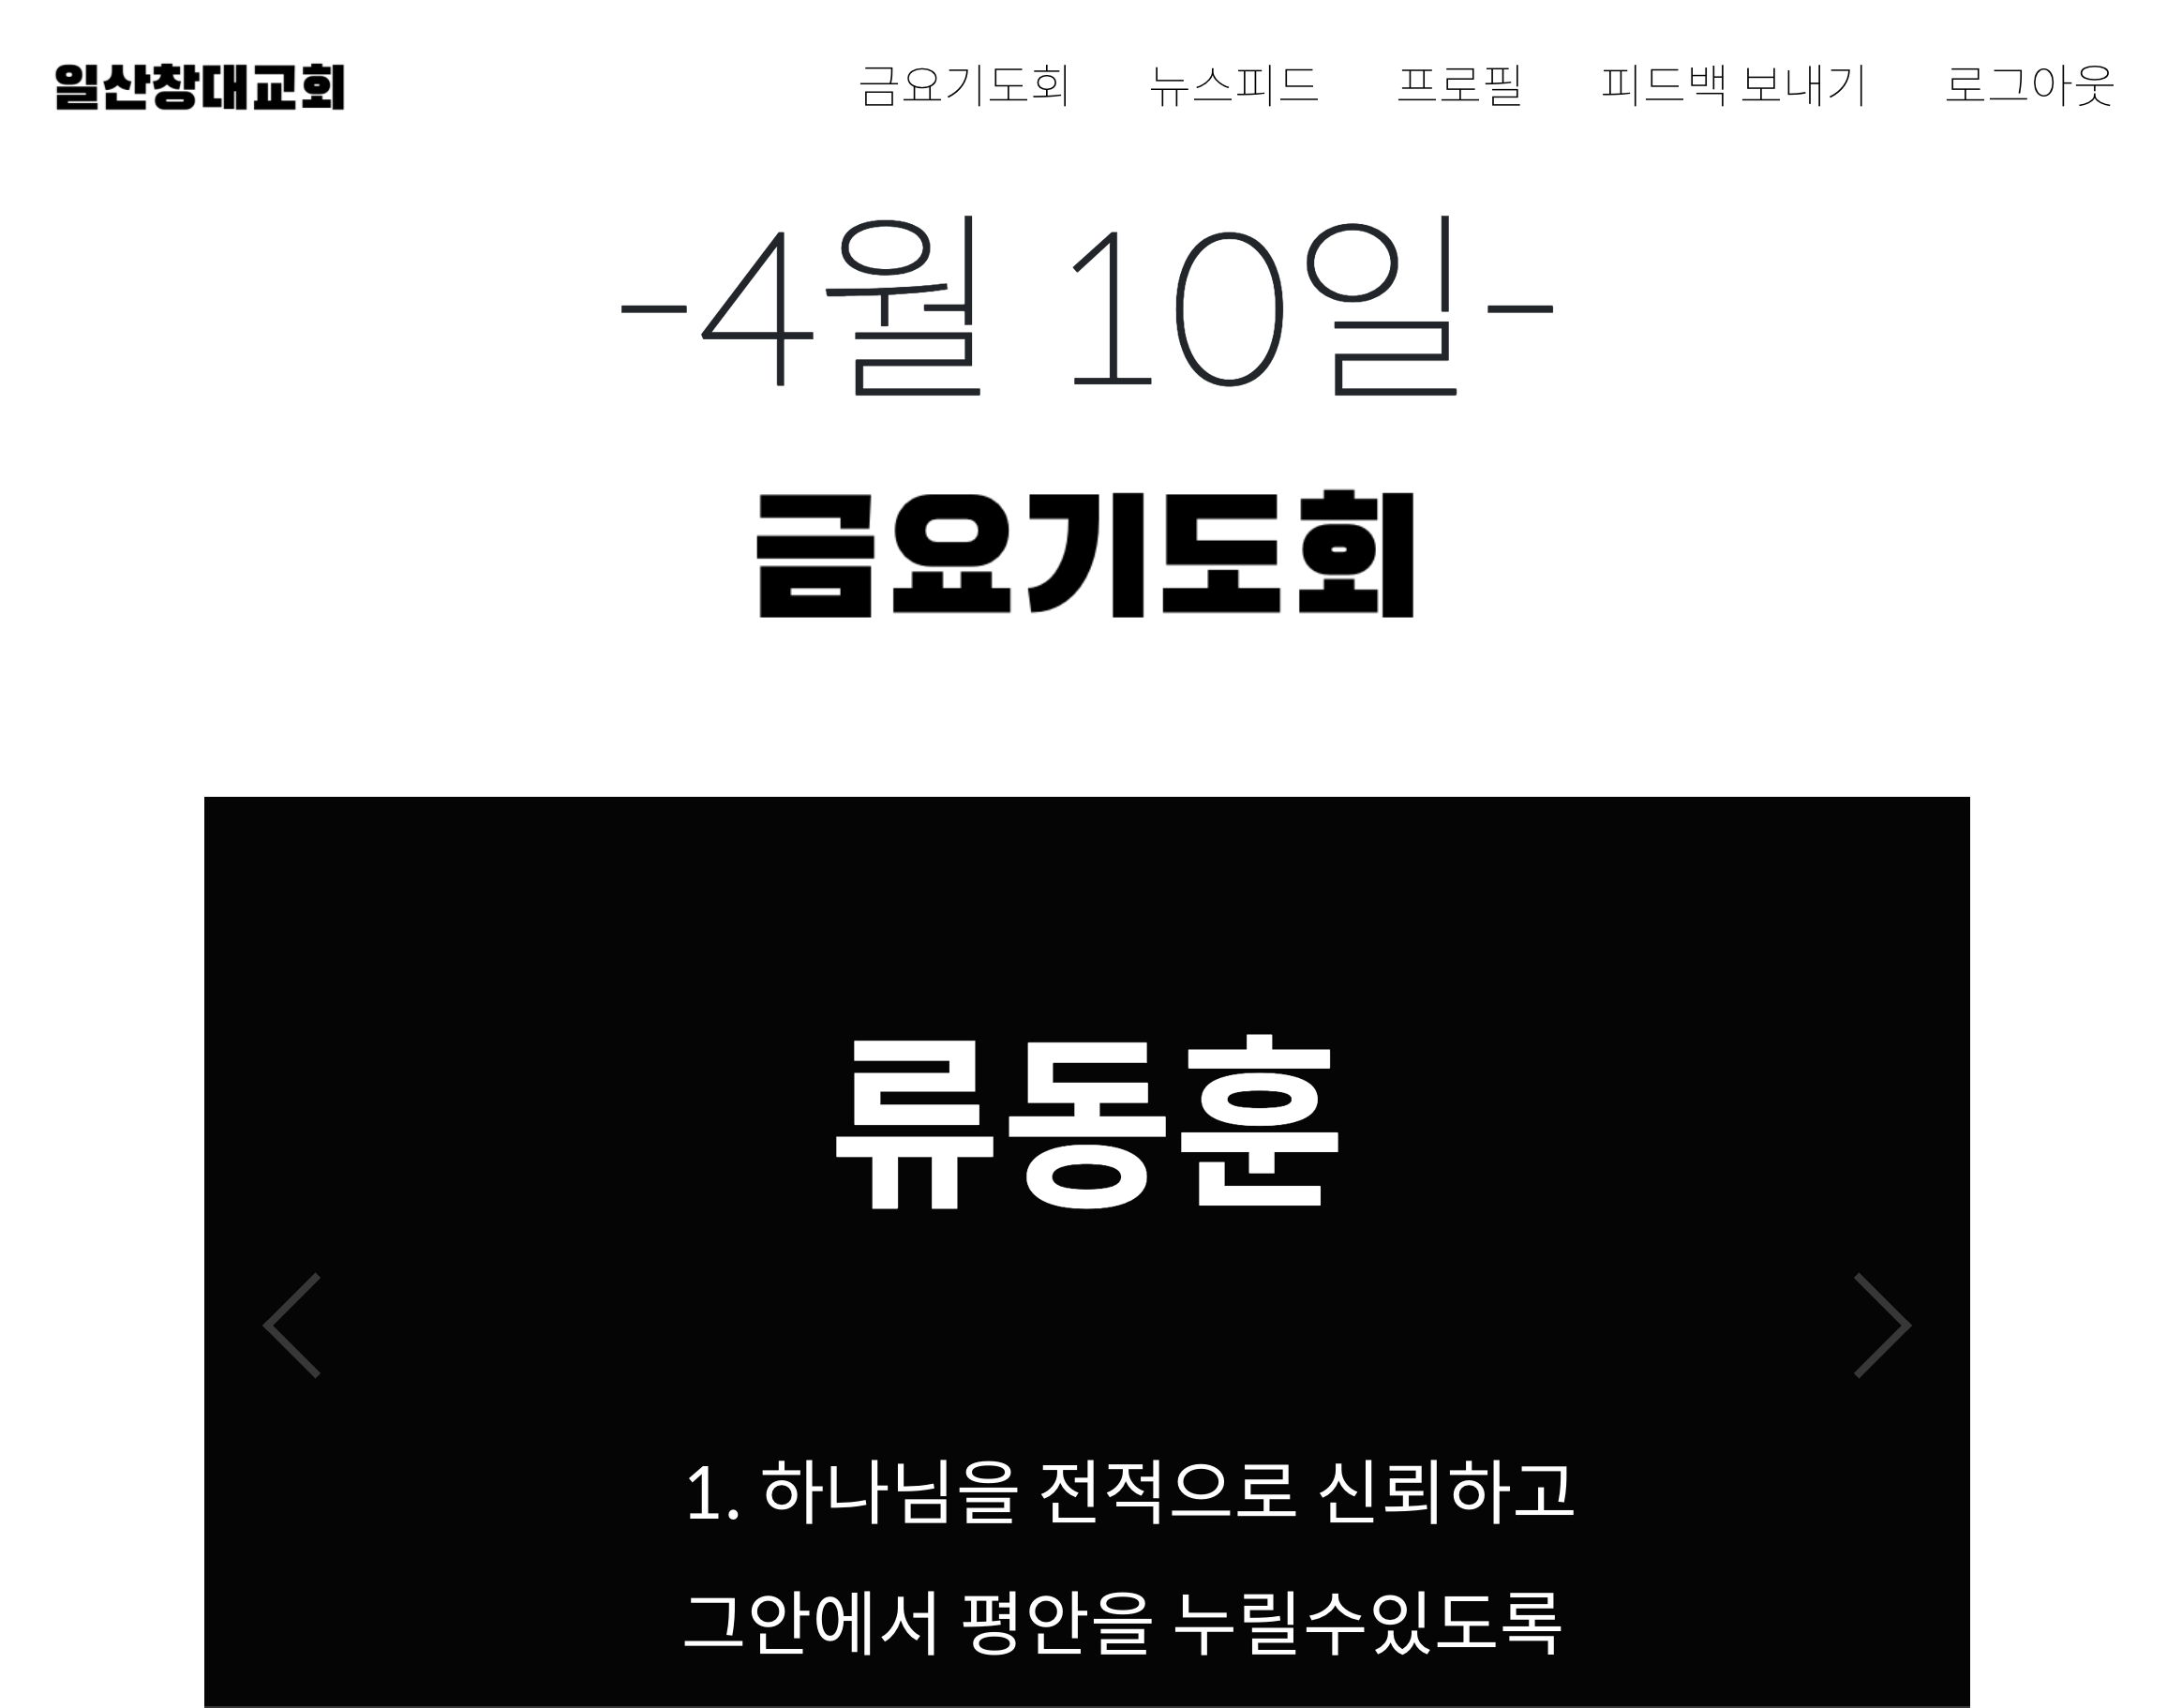 일산창대교회
금요기도회 뉴스피드 프로필 피드백 보내기 로그아웃
-4월 10일-
금요기도회
류동훈
1. 하나님을 전적으로 신뢰하고
그안에서 평안을 누릴수있도록